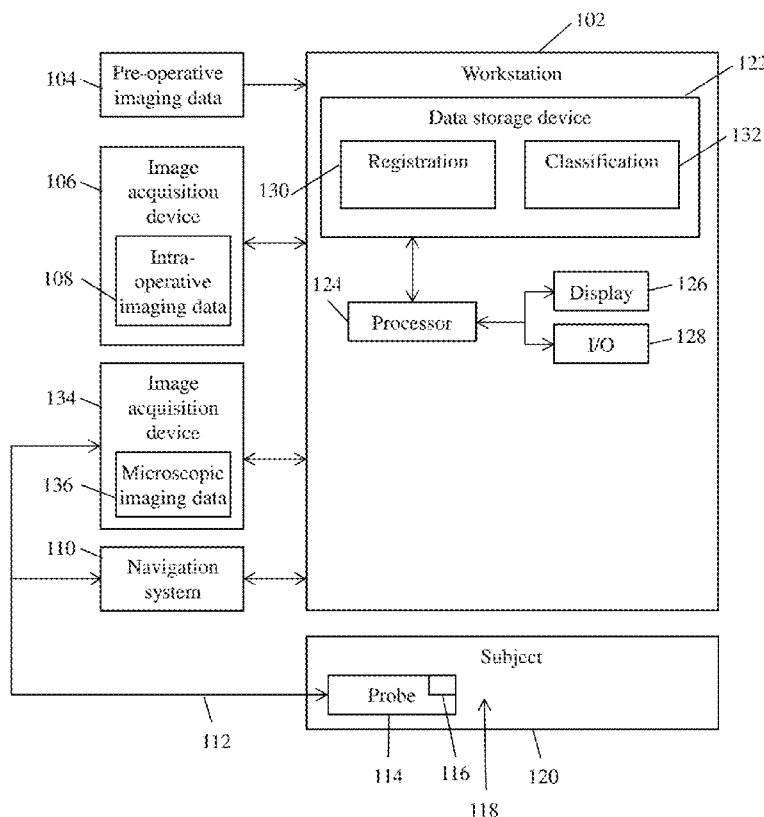 102
104
Pre-operative
imaging data
Workstation
122
Data storage device
130
Registration
Classification
132
106
Image
acquisition
device
108
Intra-
operative
imaging data
124
Processor
Display
126
I/O
128
134
Image
acquisition
device
136
Microscopic
imaging data
110
Navigation
system
Subject
Probe
112
114
116
118
120